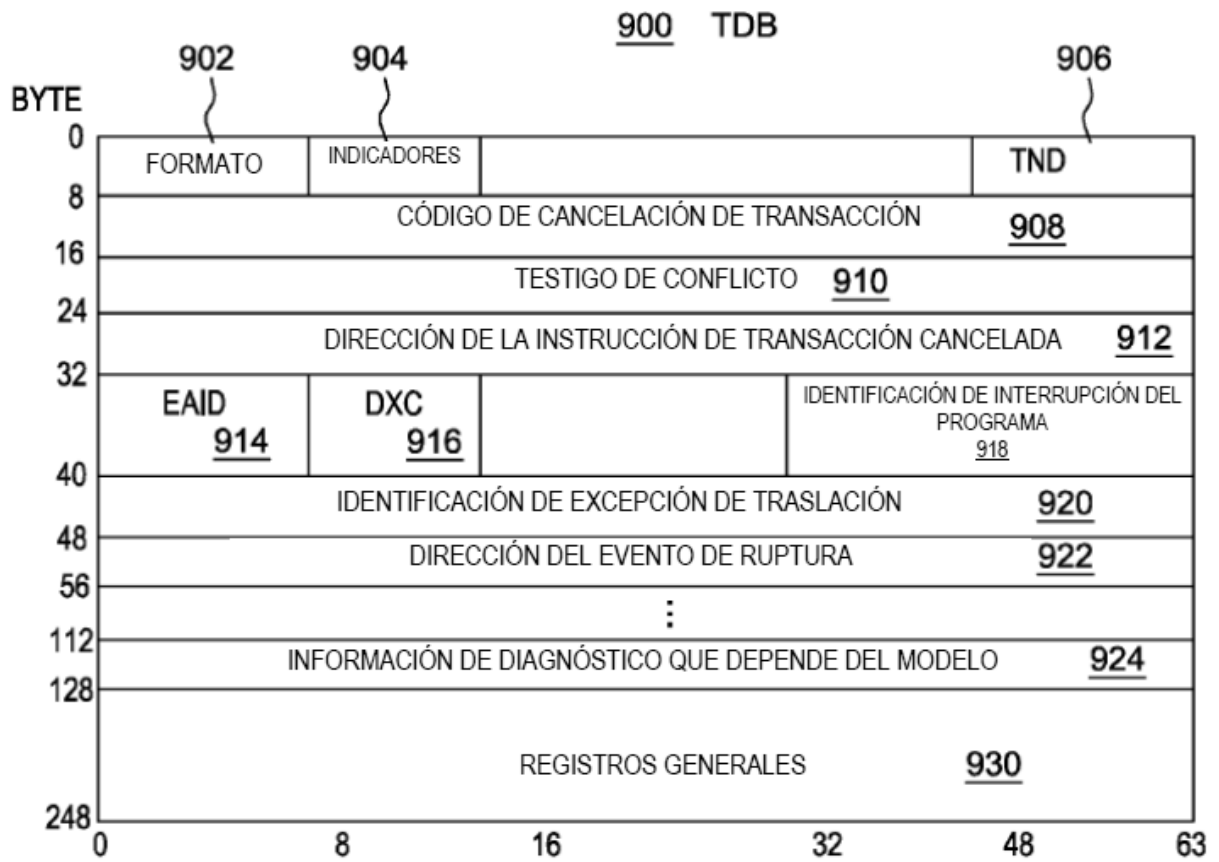 900 TDB
902 904 906
BYTE
0
FORMATO INDICADORES TND
8
CÓDIGO DE CANCELACIÓN DE TRANSACCIÓN 908
16
TESTIGO DE CONFLICTO 910
24
DIRECCIÓN DE LA INSTRUCCIÓN DE TRANSACCIÓN CANCELADA 912
32
EAID DXC IDENTIFICACIÓN DE INTERRUPCIÓN DEL
PROGRAMA
914 916 918
40
IDENTIFICACIÓN DE EXCEPCIÓN DE TRASLACIÓN 920
48
DIRECCIÓN DEL EVENTO DE RUPTURA 922
56
⋮
112
INFORMACIÓN DE DIAGNÓSTICO QUE DEPENDE DEL MODELO 924
128
REGISTROS GENERALES 930
248
0 8 16 32 48 63